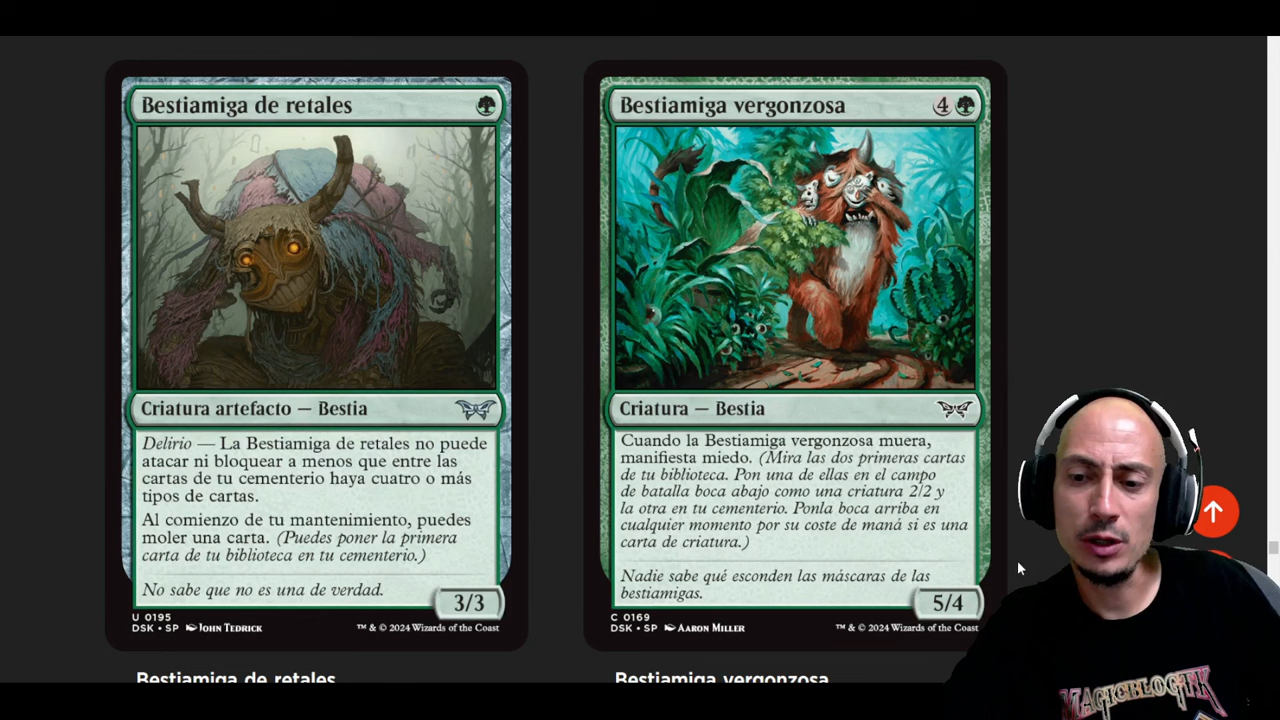 Bestiamiga de retales
Criatura artefacto — Bestia
Delirio — La Bestiamiga de retales no puede
atacar ni bloquear a menos que entre las
cartas de tu cementerio haya cuatro o más
tipos de cartas.
Al comienzo de tu mantenimiento, puedes
moler una carta. (Puedes poner la primera
carta de tu biblioteca en tu cementerio.)
No sabe que no es una de verdad.
3/3
U 0195
DSK • SP JOHN TEDRICK
™ & © 2024 Wizards of the Coast
Bestiamiga de retales
Bestiamiga vergonzosa
4
Criatura — Bestia
Cuando la Bestiamiga vergonzosa muera,
manifiesta miedo. (Mira las dos primeras cartas
de tu biblioteca. Pon una de ellas en el campo
de batalla boca abajo como una criatura 2/2 y
la otra en tu cementerio. Ponla boca arriba en
cualquier momento por su coste de maná si es una
carta de criatura.)
Nadie sabe qué esconden las máscaras de las
bestiamigas.
5/4
C 0169
DSK • SP AARON MILLER
™ & © 2024 Wizards of the Coast
Bestiamiga vergonzosa
MAGICBLOGTK